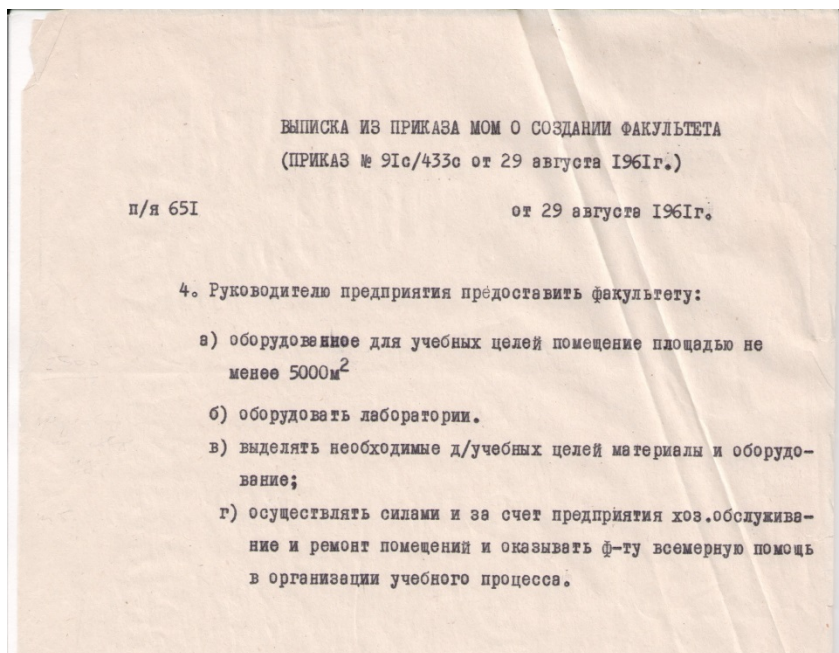 ВЫПИСКА ИЗ ПРИКАЗА МОМ О СОЗДАНИИ ФАКУЛЬТЕТА
(ПРИКАЗ № 91с/433с от 29 августа 1961г.)
п/я 651 от 29 августа 1961г.
4. Руководителю предприятия предоставить факультету:
а) оборудованное для учебных целей помещение площадью не
менее 5000м²
б) оборудовать лаборатории.
в) выделять необходимые д/учебных целей материалы и оборудо-
вание;
г) осуществлять силами и за счет предприятия хоз.обслужива-
ние и ремонт помещений и оказывать ф-ту всемерную помощь
в организации учебного процесса.